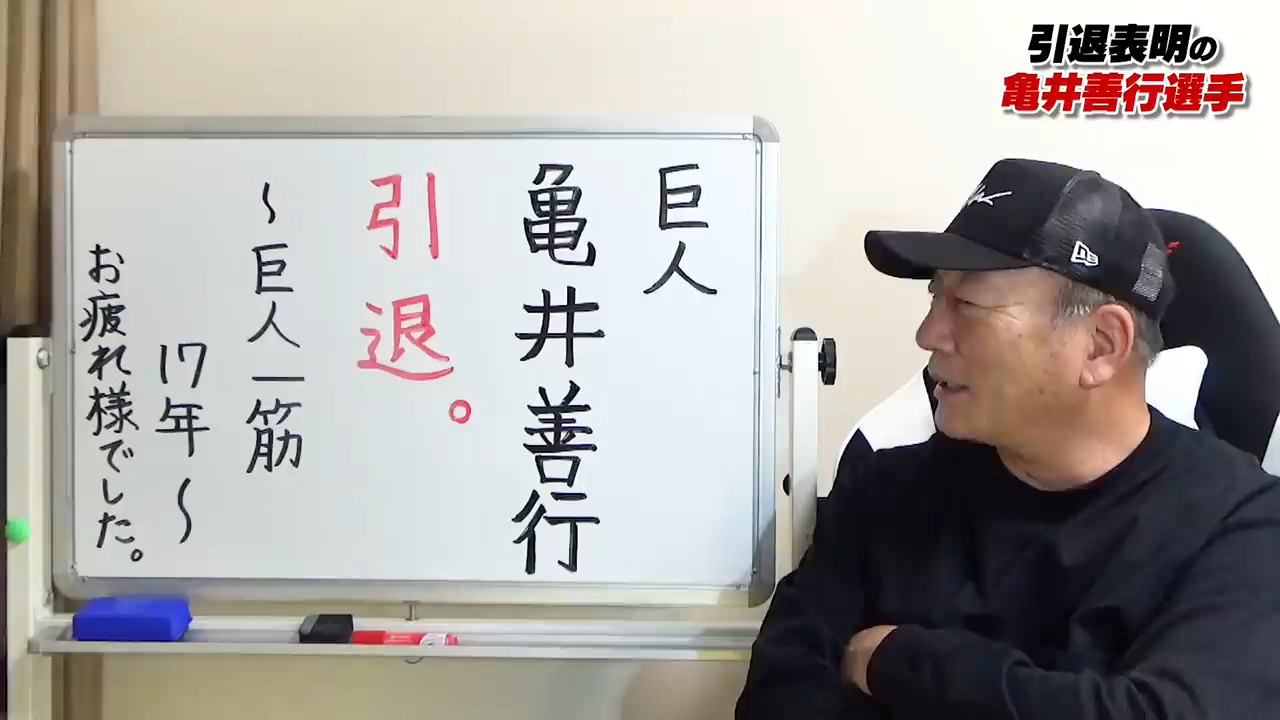 引退表明の
亀井善行選手
巨人
亀井善行
引退。
～巨人一筋
17年～
お疲れ様でした。